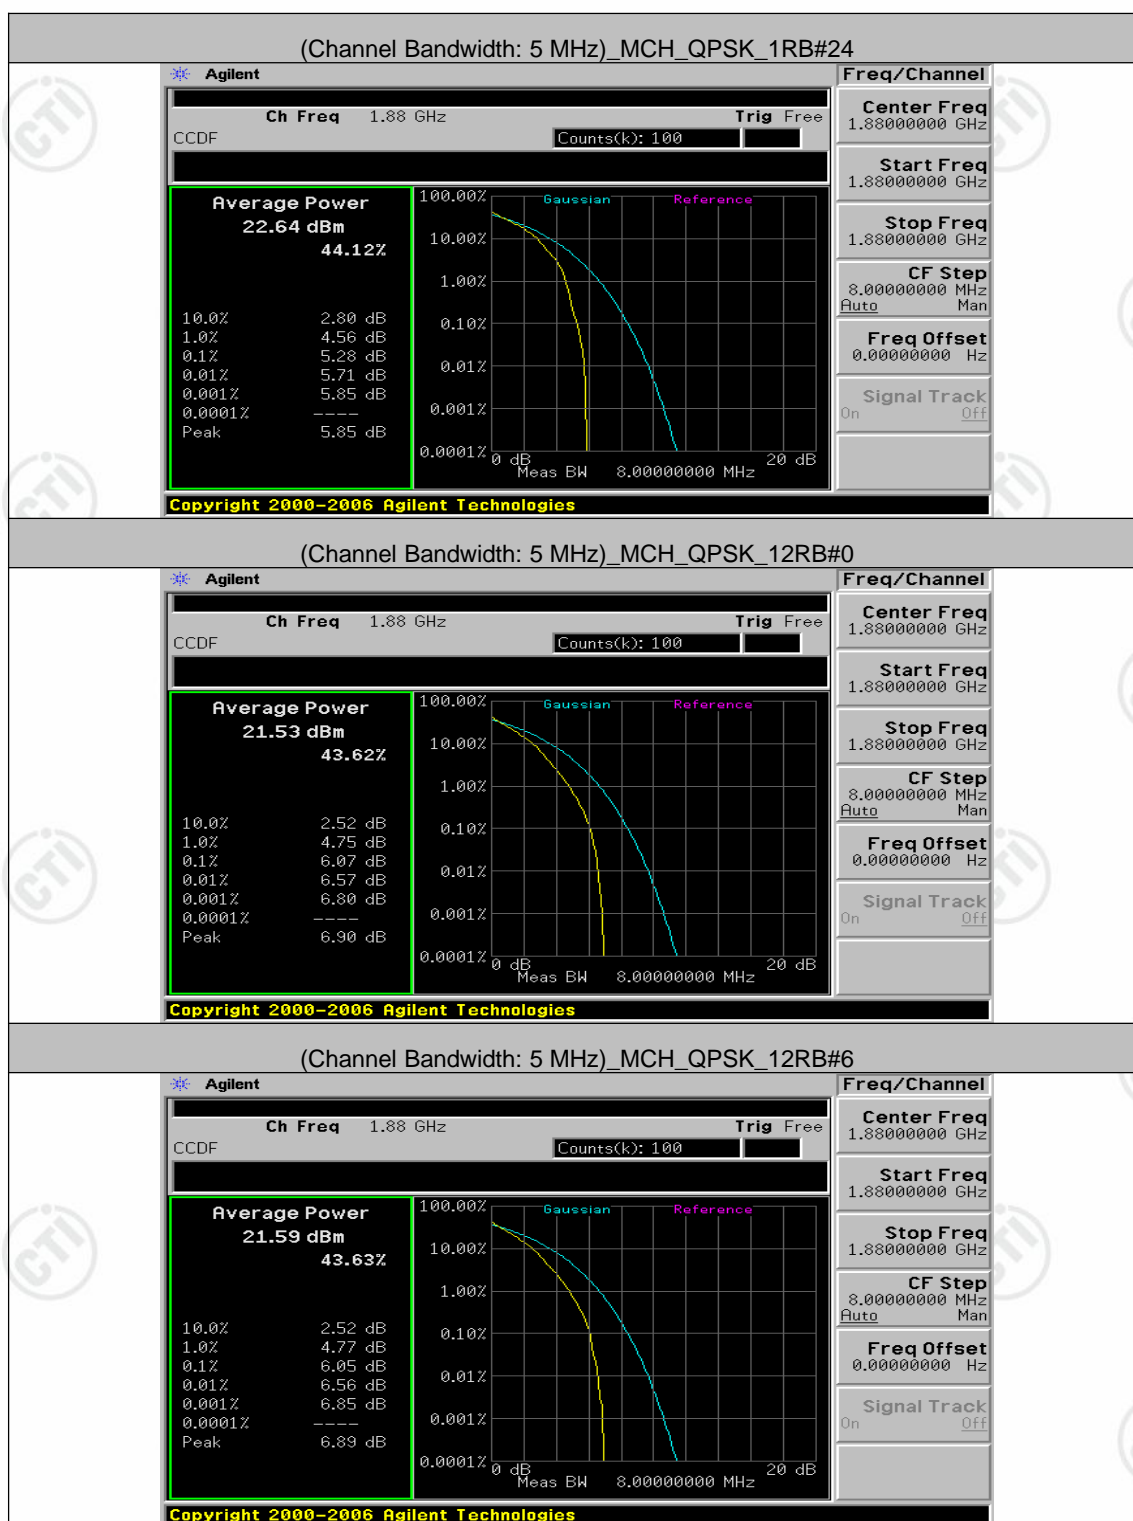 (Channel Bandwidth: 5 MHz)_MCH_QPSK_1RB#24
Agilent
Freq/Channel
Ch Freq 1.88 GHz
Trig Free
CCDF
Counts(k): 100
Average Power
22.64 dBm
44.12%
10.0% 2.80 dB
1.0% 4.56 dB
0.1% 5.28 dB
0.01% 5.71 dB
0.001% 5.85 dB
0.0001% ----
Peak 5.85 dB
100.00%
Gaussian
Reference
10.00%
1.00%
0.10%
0.01%
0.001%
0.0001%
0 dB
20 dB
Meas BW 8.00000000 MHz
Center Freq
1.88000000 GHz
Start Freq
1.88000000 GHz
Stop Freq
1.88000000 GHz
CF Step
8.00000000 MHz
Auto Man
Freq Offset
0.00000000 Hz
Signal Track
On Off
Copyright 2000-2006 Agilent Technologies
(Channel Bandwidth: 5 MHz)_MCH_QPSK_12RB#0
Agilent
Freq/Channel
Ch Freq 1.88 GHz
Trig Free
CCDF
Counts(k): 100
Average Power
21.53 dBm
43.62%
10.0% 2.52 dB
1.0% 4.75 dB
0.1% 6.07 dB
0.01% 6.57 dB
0.001% 6.80 dB
0.0001% ----
Peak 6.90 dB
100.00%
Gaussian
Reference
10.00%
1.00%
0.10%
0.01%
0.001%
0.0001%
0 dB
20 dB
Meas BW 8.00000000 MHz
Center Freq
1.88000000 GHz
Start Freq
1.88000000 GHz
Stop Freq
1.88000000 GHz
CF Step
8.00000000 MHz
Auto Man
Freq Offset
0.00000000 Hz
Signal Track
On Off
Copyright 2000-2006 Agilent Technologies
(Channel Bandwidth: 5 MHz)_MCH_QPSK_12RB#6
Agilent
Freq/Channel
Ch Freq 1.88 GHz
Trig Free
CCDF
Counts(k): 100
Average Power
21.59 dBm
43.63%
10.0% 2.52 dB
1.0% 4.77 dB
0.1% 6.05 dB
0.01% 6.56 dB
0.001% 6.85 dB
0.0001% ----
Peak 6.89 dB
100.00%
Gaussian
Reference
10.00%
1.00%
0.10%
0.01%
0.001%
0.0001%
0 dB
20 dB
Meas BW 8.00000000 MHz
Center Freq
1.88000000 GHz
Start Freq
1.88000000 GHz
Stop Freq
1.88000000 GHz
CF Step
8.00000000 MHz
Auto Man
Freq Offset
0.00000000 Hz
Signal Track
On Off
Copyright 2000-2006 Agilent Technologies
CTI
CTI
CTI
CTI
CTI
CTI
CTI
CTI